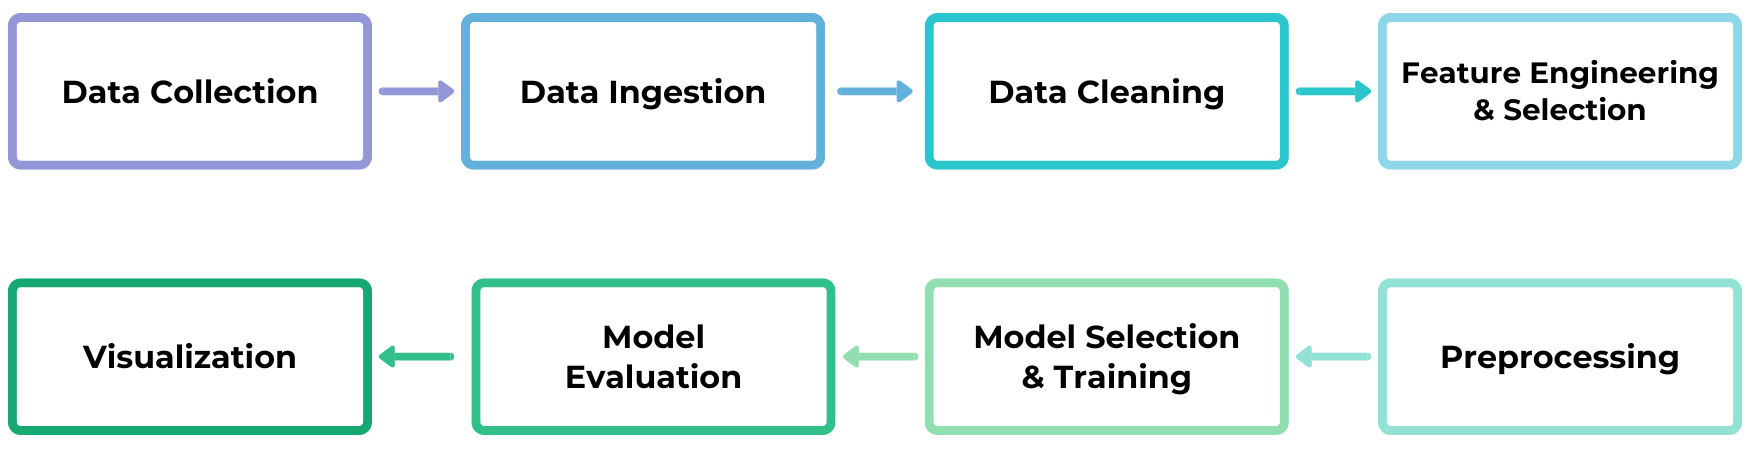 Data Collection
Data Ingestion
Data Cleaning
Feature Engineering
& Selection
Preprocessing
Model Selection
& Training
Model
Evaluation
Visualization